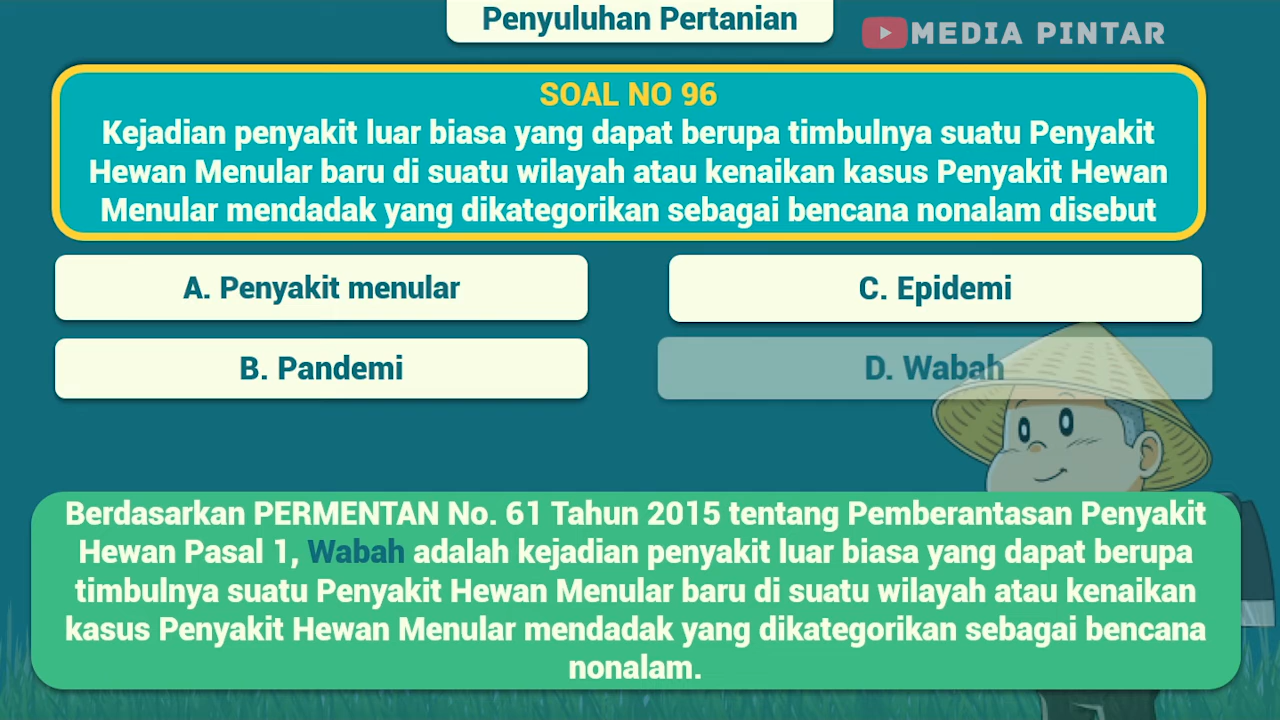 Penyuluhan Pertanian
MEDIA PINTAR
SOAL NO 96
Kejadian penyakit luar biasa yang dapat berupa timbulnya suatu Penyakit
Hewan Menular baru di suatu wilayah atau kenaikan kasus Penyakit Hewan
Menular mendadak yang dikategorikan sebagai bencana nonalam disebut
A. Penyakit menular
C. Epidemi
B. Pandemi
D. Wabah
Berdasarkan PERMENTAN No. 61 Tahun 2015 tentang Pemberantasan Penyakit
Hewan Pasal 1, Wabah adalah kejadian penyakit luar biasa yang dapat berupa
timbulnya suatu Penyakit Hewan Menular baru di suatu wilayah atau kenaikan
kasus Penyakit Hewan Menular mendadak yang dikategorikan sebagai bencana
nonalam.